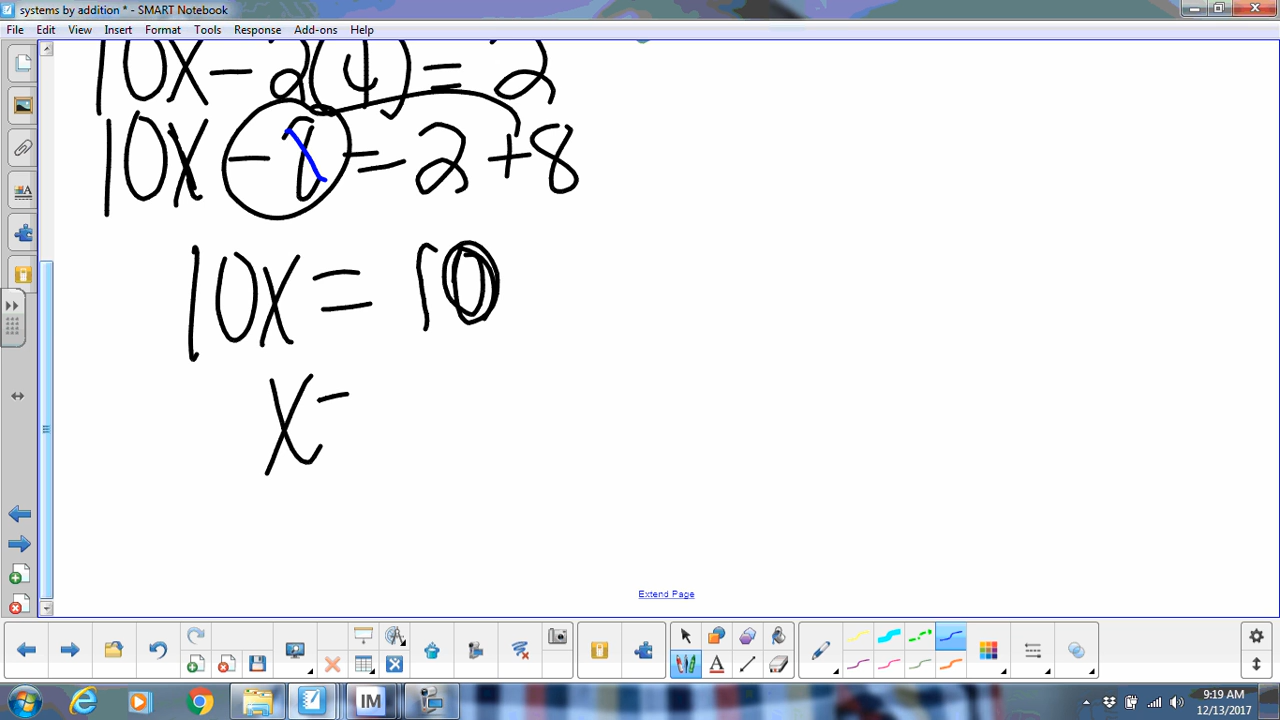 systems by addition * - SMART Notebook
File Edit View Insert Format Tools Response Add-ons Help
10x - 2(4) = 2
10x - 8 = 2 + 8
10x = 10
x =
Extend Page
IM
9:19 AM
12/13/2017